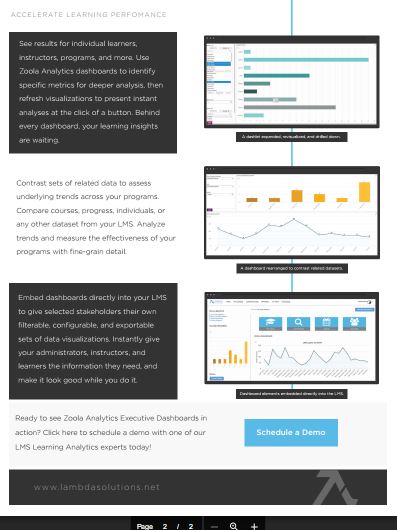 ACCELERATE LEARNING PERFOMANCE
See results for individual learners,
instructors, programs, and more. Use
Zoola Analytics dashboards to identify
specific metrics for deeper analysis, then
refresh visualizations to present instant
analyses at the click of a button. Behind
every dashboard, your learning insights
are waiting.
A dashlet expanded, revisualized, and drilled down.
Contrast sets of related data to assess
underlying trends across your programs.
Compare courses, progress, individuals, or
any other dataset from your LMS. Analyze
trends and measure the effectiveness of your
programs with fine-grain detail.
A dashboard rearranged to contrast related datasets.
Embed dashboards directly into your LMS
to give selected stakeholders their own
filterable, configurable, and exportable
sets of data visualizations. Instantly give
your administrators, instructors, and
learners the information they need, and
make it look good while you do it.
Dashboard elements embedded directly into the LMS.
Ready to see Zoola Analytics Executive Dashboards in
action? Click here to schedule a demo with one of our
LMS Learning Analytics experts today!
Schedule a Demo
www.lambdasolutions.net
Page 2 / 2